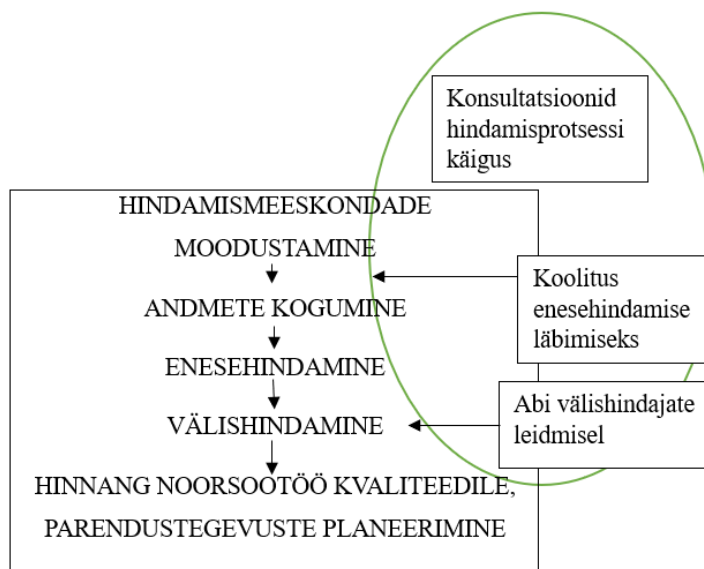 Konsultatsioonid
hindamisprotsessi
käigus
HINDAMISMEESKONDADE
MOODUSTAMINE
ANDMETE KOGUMINE
ENESEHINDAMINE
VÄLISHINDAMINE
HINNANG NOORSOOTÖÖ KVALITEEDILE,
PARENDUSTEGEVUSTE PLANEERIMINE
Koolitus
enesehindamise
läbimiseks
Abi välishindajate
leidmisel